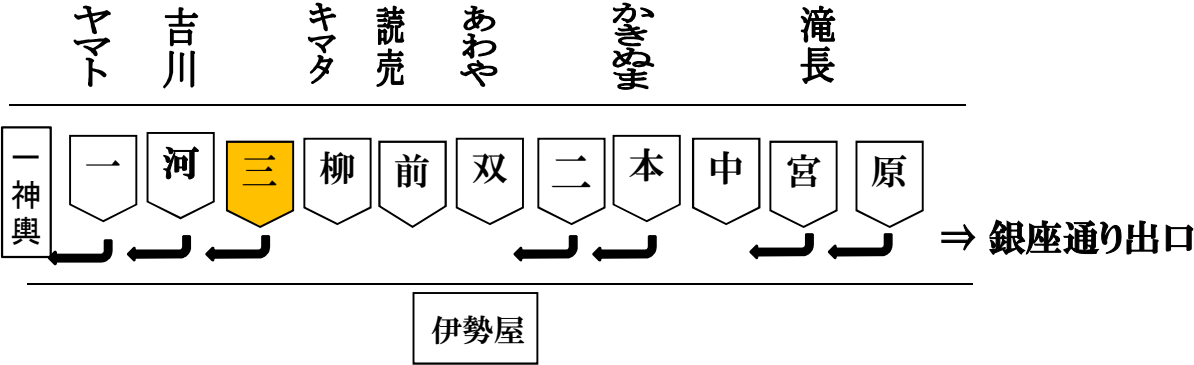 ヤマト
吉川
キマタ
読売
あわや
かきぬま
滝長
一神輿
一
河
三
柳
前
双
二
本
中
宮
原
⇒ 銀座通り出口
伊勢屋